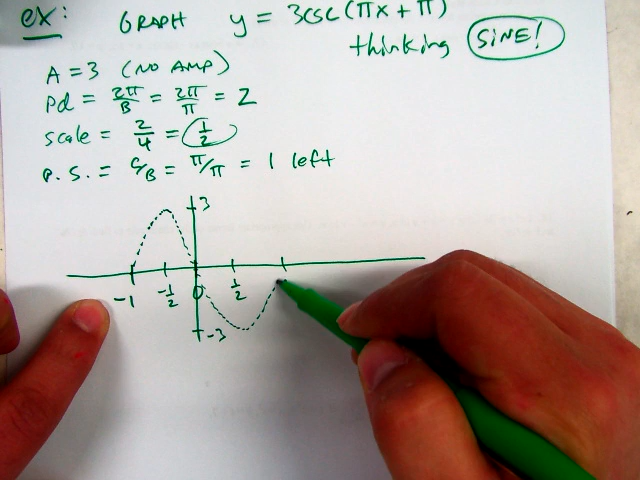 ex: GRAPH y = 3csc(πx + π)
thinking SINE!
A = 3 (NO AMP)
Pd = 2π/B = 2π/π = 2
scale = 2/4 = 1/2
P.S. = C/B = π/π = 1 left
3
-1 -1/2 0 1/2
-3